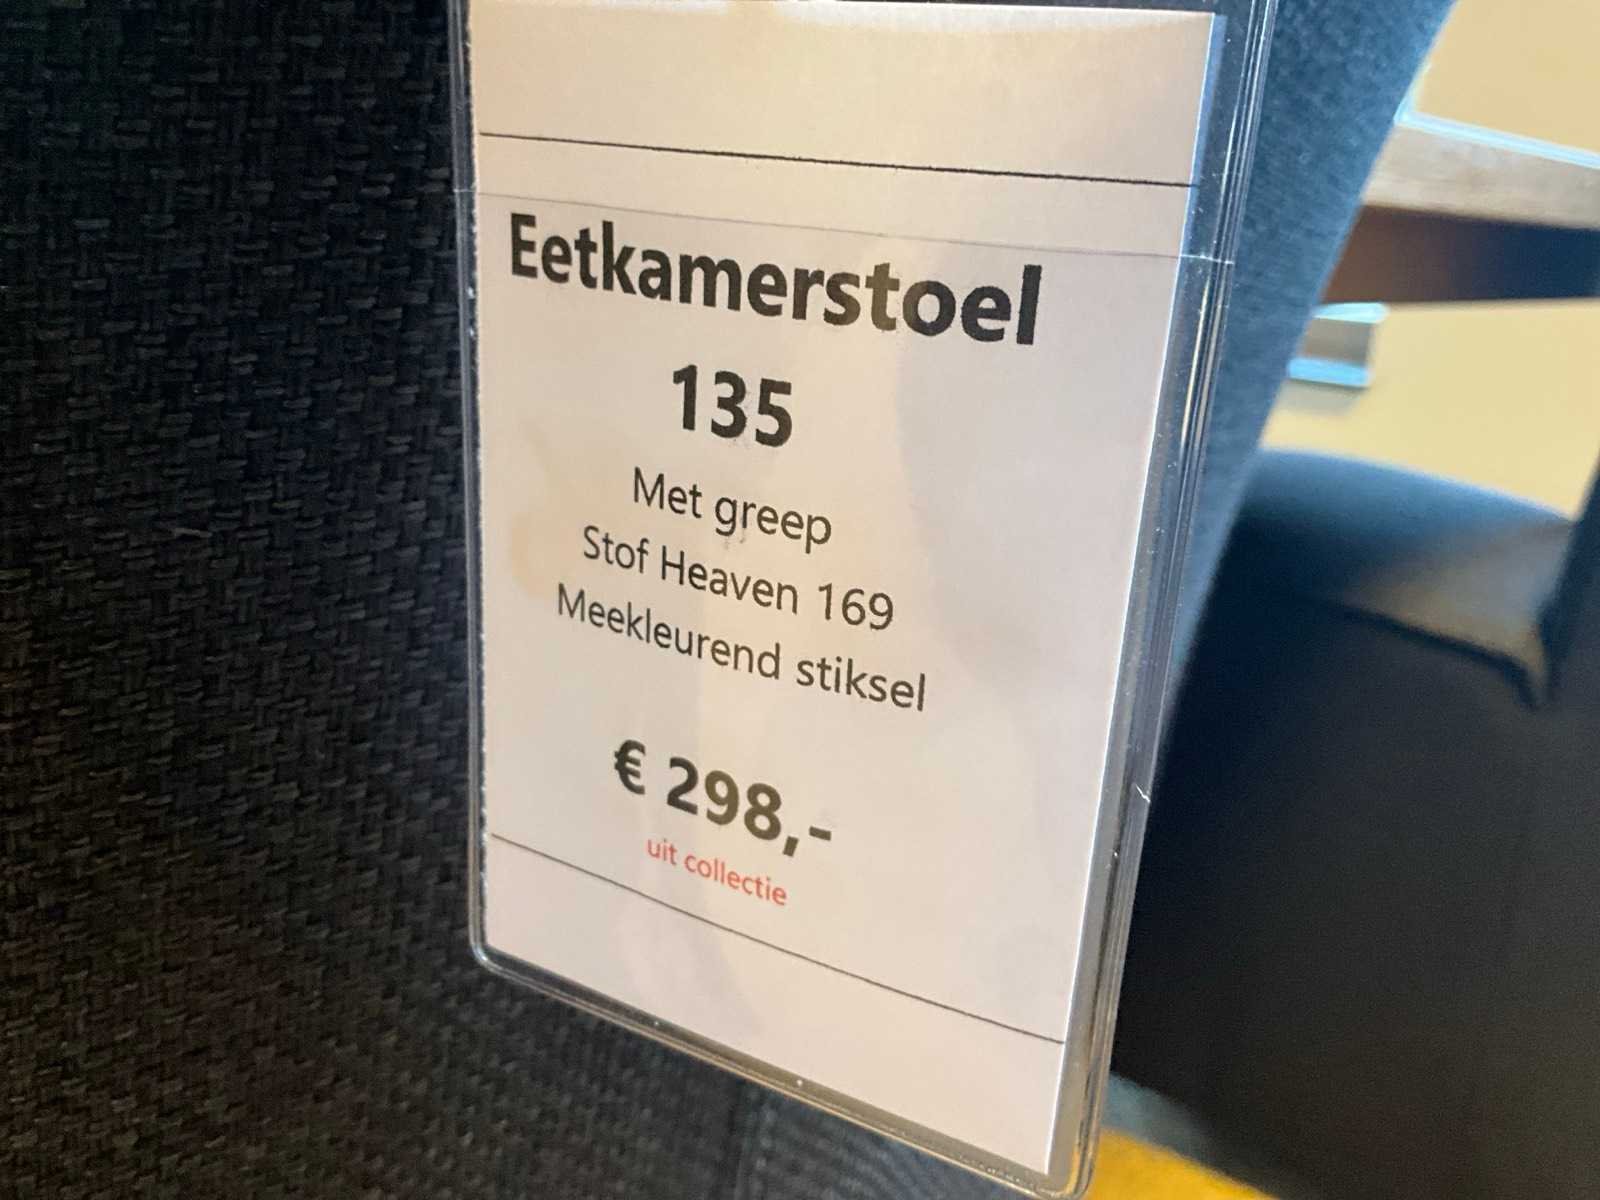 Eetkamerstoel
135
Met greep
Stof Heaven 169
Meekleurend stiksel
€ 298,-
uit collectie